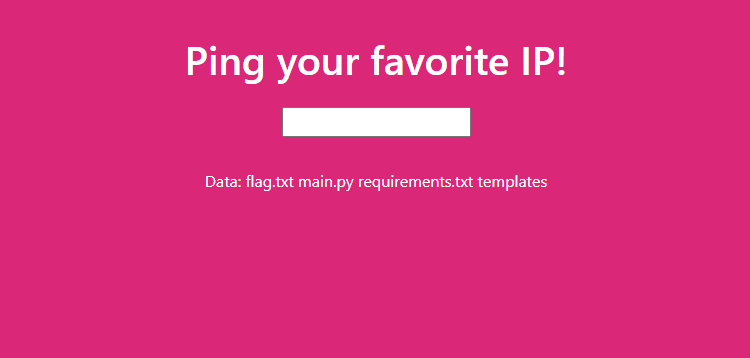 Ping your favorite IP!
Data: flag.txt main.py requirements.txt templates